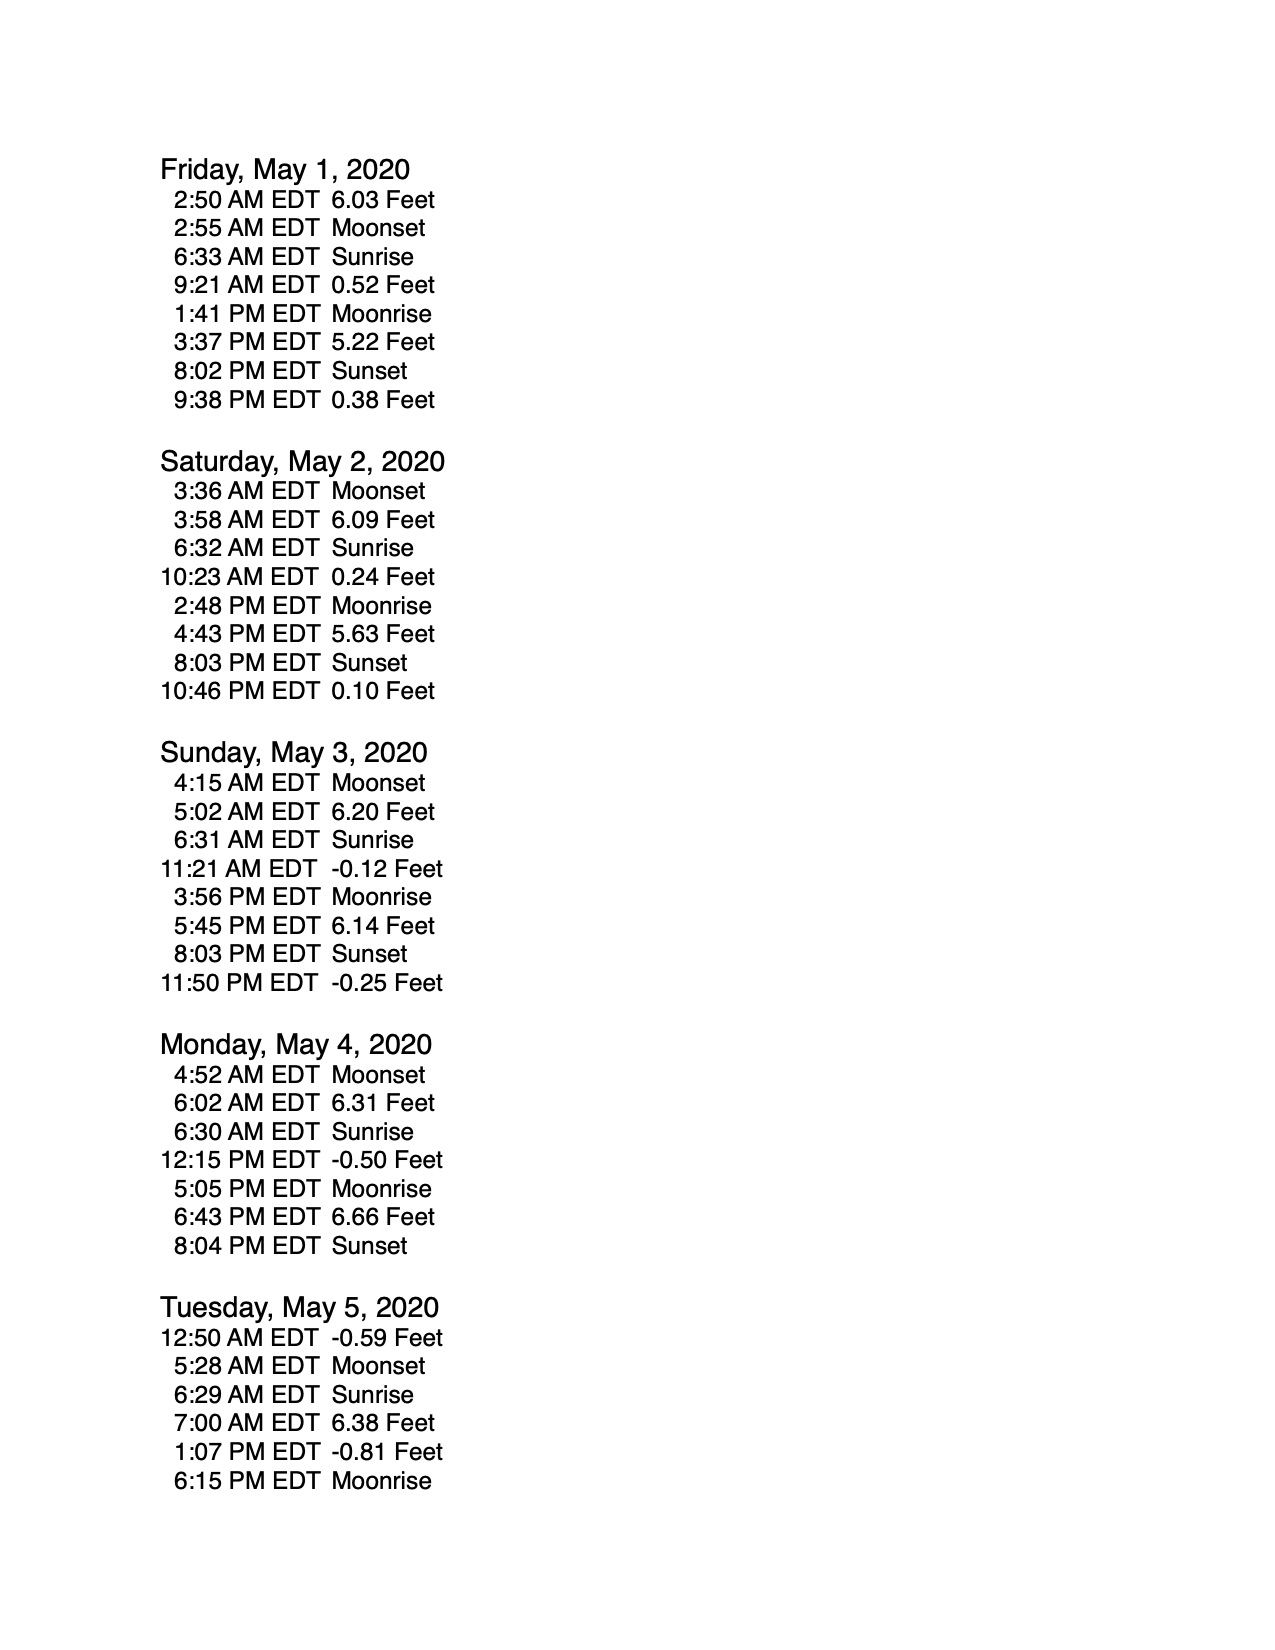 Friday, May 1, 2020
2:50 AM EDT 6.03 Feet
2:55 AM EDT Moonset
6:33 AM EDT Sunrise
9:21 AM EDT 0.52 Feet
1:41 PM EDT Moonrise
3:37 PM EDT 5.22 Feet
8:02 PM EDT Sunset
9:38 PM EDT 0.38 Feet
Saturday, May 2, 2020
3:36 AM EDT Moonset
3:58 AM EDT 6.09 Feet
6:32 AM EDT Sunrise
10:23 AM EDT 0.24 Feet
2:48 PM EDT Moonrise
4:43 PM EDT 5.63 Feet
8:03 PM EDT Sunset
10:46 PM EDT 0.10 Feet
Sunday, May 3, 2020
4:15 AM EDT Moonset
5:02 AM EDT 6.20 Feet
6:31 AM EDT Sunrise
11:21 AM EDT -0.12 Feet
3:56 PM EDT Moonrise
5:45 PM EDT 6.14 Feet
8:03 PM EDT Sunset
11:50 PM EDT -0.25 Feet
Monday, May 4, 2020
4:52 AM EDT Moonset
6:02 AM EDT 6.31 Feet
6:30 AM EDT Sunrise
12:15 PM EDT -0.50 Feet
5:05 PM EDT Moonrise
6:43 PM EDT 6.66 Feet
8:04 PM EDT Sunset
Tuesday, May 5, 2020
12:50 AM EDT -0.59 Feet
5:28 AM EDT Moonset
6:29 AM EDT Sunrise
7:00 AM EDT 6.38 Feet
1:07 PM EDT -0.81 Feet
6:15 PM EDT Moonrise